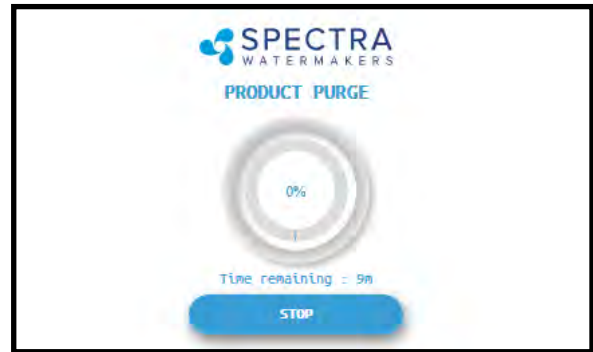 SPECTRA
WATERMAKERS
PRODUCT PURGE
0%
Time remaining : 9m
STOP